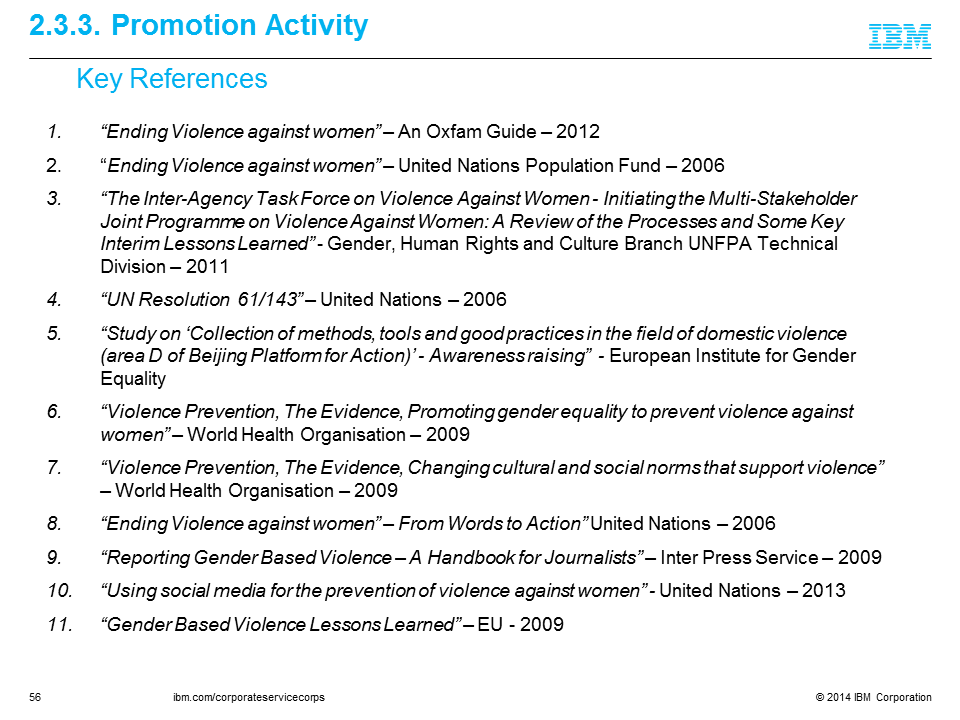 2.3.3. Promotion Activity
IBM
Key References
1. “Ending Violence against women” – An Oxfam Guide – 2012
2. “Ending Violence against women” – United Nations Population Fund – 2006
3. “The Inter-Agency Task Force on Violence Against Women - Initiating the Multi-Stakeholder
Joint Programme on Violence Against Women: A Review of the Processes and Some Key
Interim Lessons Learned” - Gender, Human Rights and Culture Branch UNFPA Technical
Division – 2011
4. “UN Resolution 61/143” – United Nations – 2006
5. “Study on ‘Collection of methods, tools and good practices in the field of domestic violence
(area D of Beijing Platform for Action)’ - Awareness raising” - European Institute for Gender
Equality
6. “Violence Prevention, The Evidence, Promoting gender equality to prevent violence against
women” – World Health Organisation – 2009
7. “Violence Prevention, The Evidence, Changing cultural and social norms that support violence”
– World Health Organisation – 2009
8. “Ending Violence against women” – From Words to Action” United Nations – 2006
9. “Reporting Gender Based Violence – A Handbook for Journalists” – Inter Press Service – 2009
10. “Using social media for the prevention of violence against women” - United Nations – 2013
11. “Gender Based Violence Lessons Learned” – EU - 2009
56 ibm.com/corporateservicecorps © 2014 IBM Corporation